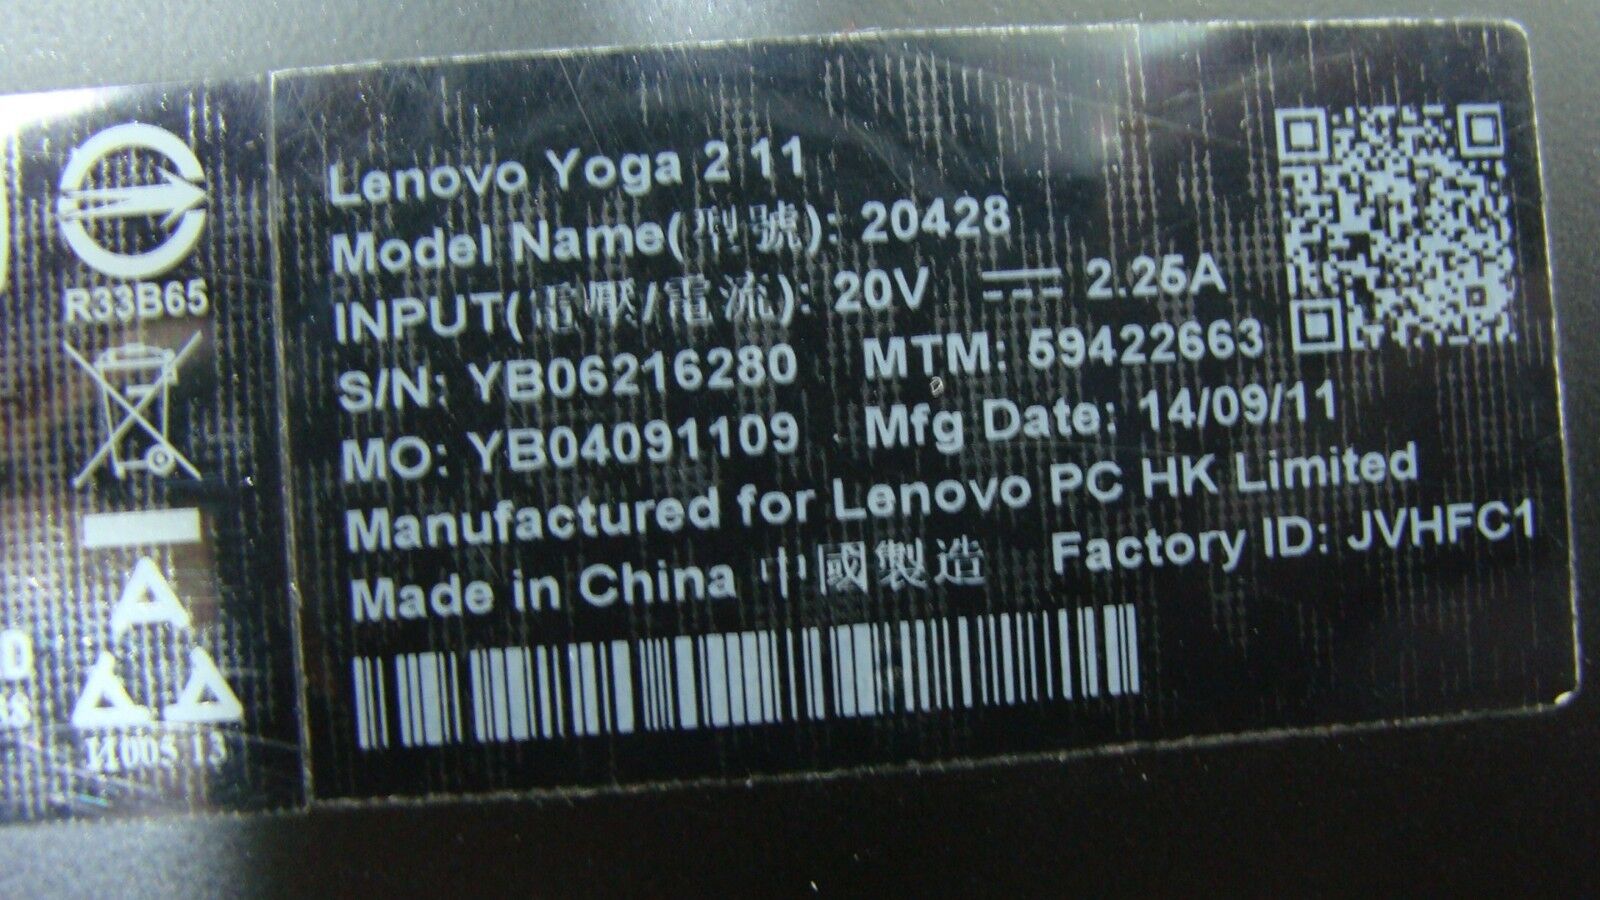 Lenovo Yoga 2 11
Model Name(型號): 20428
INPUT(電壓/電流): 20V ⎓ 2.25A
S/N: YB06216280 MTM: 59422663
MO: YB04091109 Mfg Date: 14/09/11
Manufactured for Lenovo PC HK Limited
Made in China 中國製造 Factory ID: JVHFC1
R33B65
И005 13